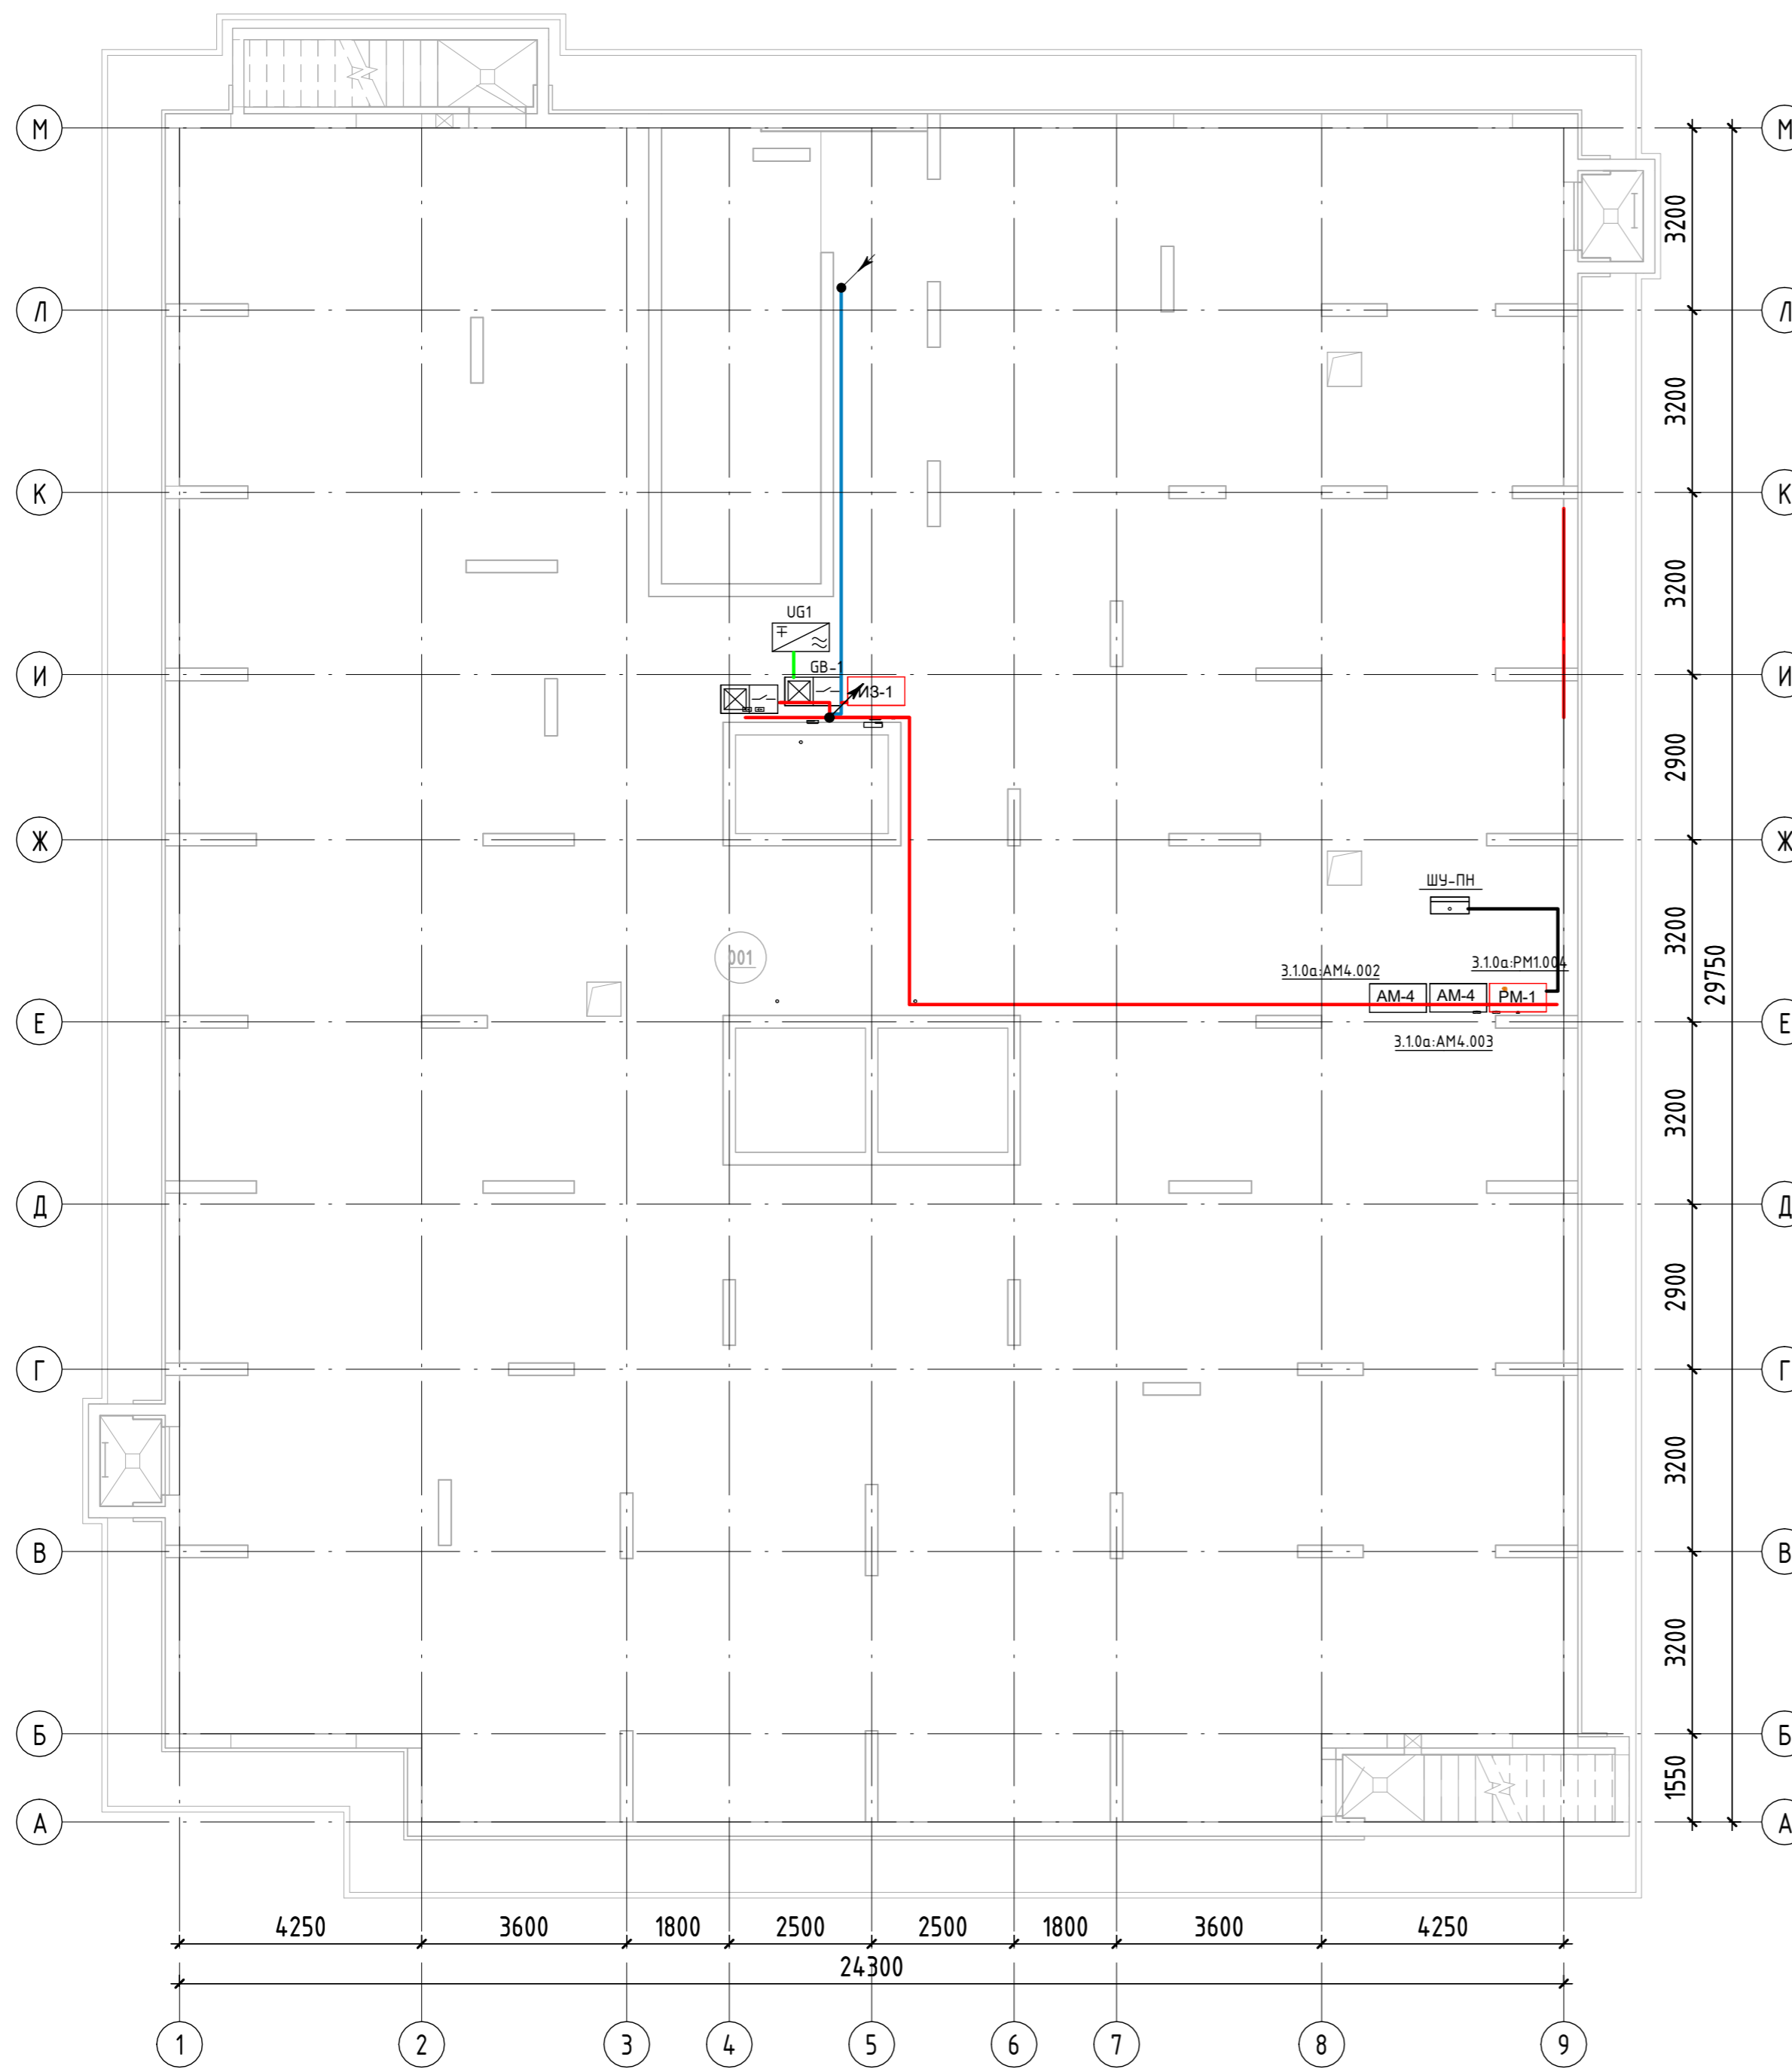 М
М
3200
Л
Л
3200
К
К
3200
UG1
GB-1
ИЗ-1
И
И
2900
Ж
Ж
ШУ-ПН
3200
29750
001
3.1.0а:АМ4.002
3.1.0а:РМ1.004
АМ-4
АМ-4
РМ-1
Е
Е
3.1.0а:АМ4.003
3200
Д
Д
2900
Г
Г
3200
В
В
3200
Б
Б
1550
А
А
4250 3600 1800 2500 2500 1800 3600 4250
24300
1 2 3 4 5 6 7 8 9